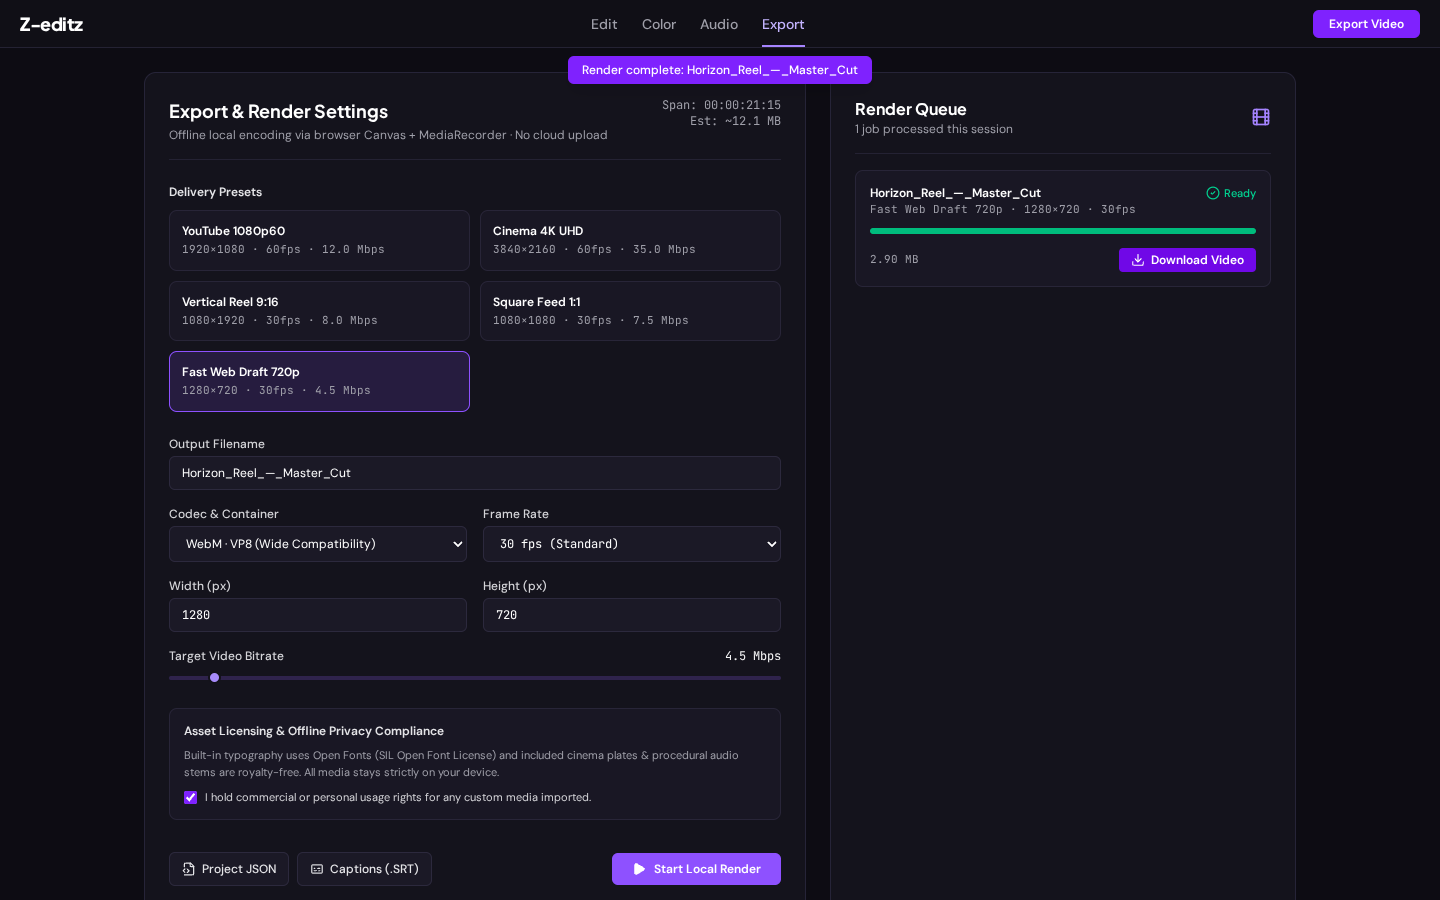 Z-editz
Edit
Color
Audio
Export
Export Video
Render complete: Horizon_Reel_—_Master_Cut
Export & Render Settings
Offline local encoding via browser Canvas + MediaRecorder · No cloud upload
Span: 00:00:21:15
Est: ~12.1 MB
Delivery Presets
YouTube 1080p60
1920×1080 · 60fps · 12.0 Mbps
Cinema 4K UHD
3840×2160 · 60fps · 35.0 Mbps
Vertical Reel 9:16
1080×1920 · 30fps · 8.0 Mbps
Square Feed 1:1
1080×1080 · 30fps · 7.5 Mbps
Fast Web Draft 720p
1280×720 · 30fps · 4.5 Mbps
Output Filename
Horizon_Reel_—_Master_Cut
Codec & Container
WebM · VP8 (Wide Compatibility)
Frame Rate
30 fps (Standard)
Width (px)
1280
Height (px)
720
Target Video Bitrate
4.5 Mbps
Asset Licensing & Offline Privacy Compliance
Built-in typography uses Open Fonts (SIL Open Font License) and included cinema plates & procedural audio
stems are royalty-free. All media stays strictly on your device.
I hold commercial or personal usage rights for any custom media imported.
Project JSON
Captions (.SRT)
Start Local Render
Render Queue
1 job processed this session
Horizon_Reel_—_Master_Cut
Ready
Fast Web Draft 720p · 1280×720 · 30fps
2.90 MB
Download Video